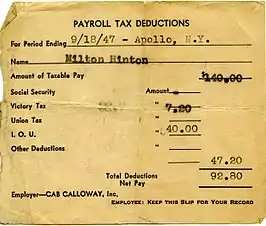 PAYROLL TAX DEDUCTIONS
For Period Ending 9/18/47 - Apollo, N.Y.
Name Milton Hinton
Amount of Taxable Pay $140.00
Social Security Amount
Victory Tax " 7.20
Union Tax "
I. O. U. " 40.00
Other Deductions "
47.20
Total Deductions
Net Pay 92.80
Employer—CAB CALLOWAY, Inc.
EMPLOYEE: KEEP THIS SLIP FOR YOUR RECORD